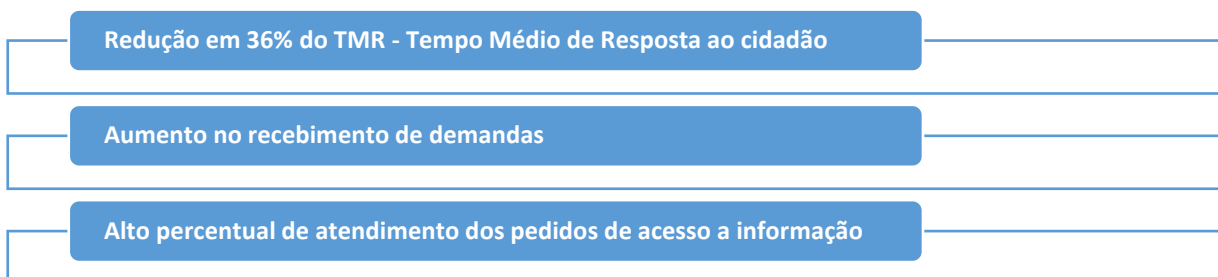 Redução em 36% do TMR - Tempo Médio de Resposta ao cidadão
Aumento no recebimento de demandas
Alto percentual de atendimento dos pedidos de acesso a informação